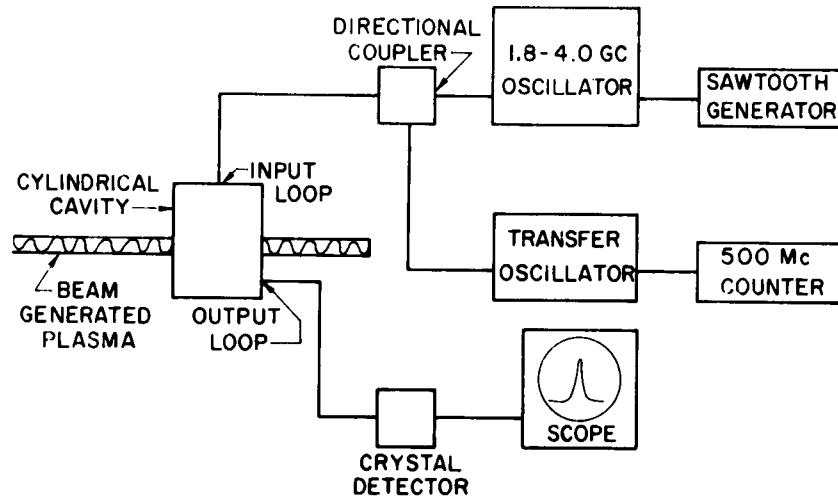 DIRECTIONAL
COUPLER
1.8-4.0 GC
OSCILLATOR
SAWTOOTH
GENERATOR
INPUT
LOOP
CYLINDRICAL
CAVITY
TRANSFER
OSCILLATOR
500 Mc
COUNTER
BEAM
GENERATED
PLASMA
OUTPUT
LOOP
SCOPE
CRYSTAL
DETECTOR